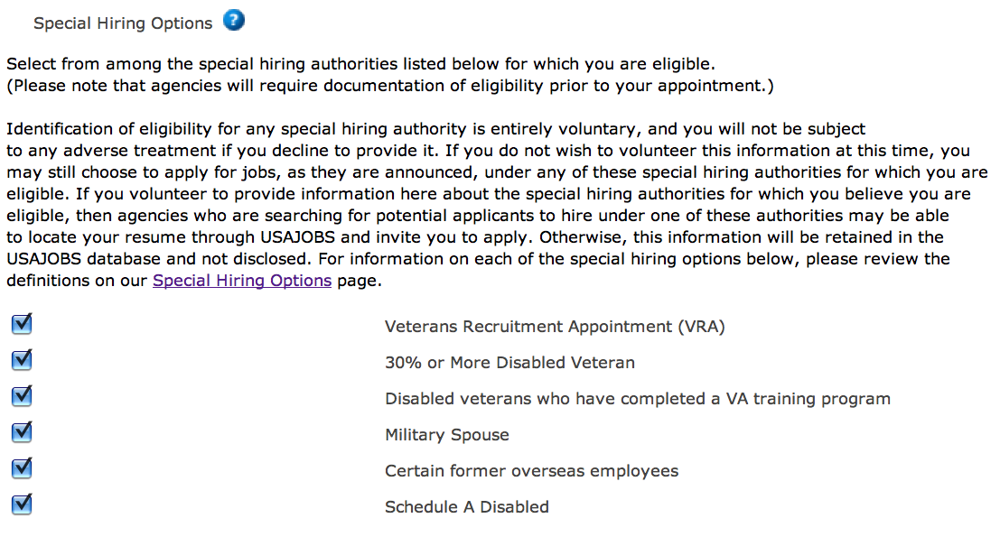 Special Hiring Options ?
Select from among the special hiring authorities listed below for which you are eligible.
(Please note that agencies will require documentation of eligibility prior to your appointment.)
Identification of eligibility for any special hiring authority is entirely voluntary, and you will not be subject
to any adverse treatment if you decline to provide it. If you do not wish to volunteer this information at this time, you
may still choose to apply for jobs, as they are announced, under any of these special hiring authorities for which you are
eligible. If you volunteer to provide information here about the special hiring authorities for which you believe you are
eligible, then agencies who are searching for potential applicants to hire under one of these authorities may be able
to locate your resume through USAJOBS and invite you to apply. Otherwise, this information will be retained in the
USAJOBS database and not disclosed. For information on each of the special hiring options below, please review the
definitions on our Special Hiring Options page.
Veterans Recruitment Appointment (VRA)
30% or More Disabled Veteran
Disabled veterans who have completed a VA training program
Military Spouse
Certain former overseas employees
Schedule A Disabled